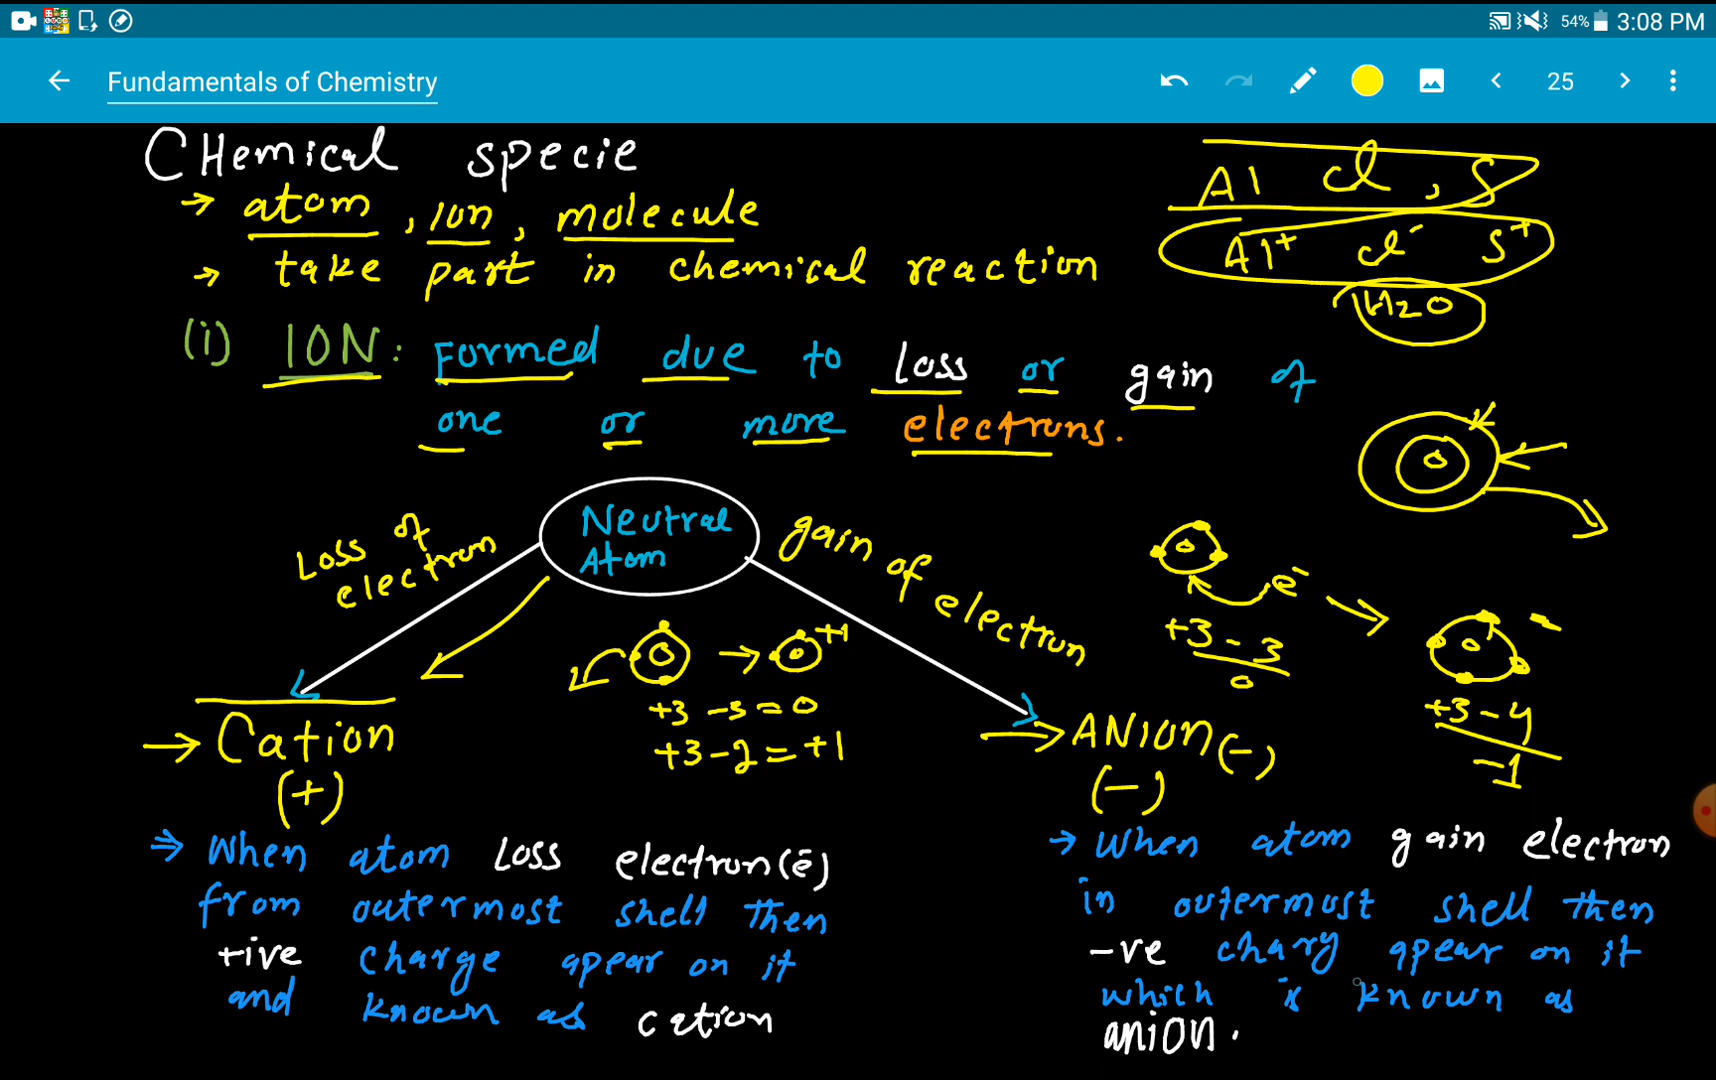 54% 3:08 PM
Fundamentals of Chemistry 25
CHemical specie
→ atom, Ion, molecule
→ take part in chemical reaction
Al Cl, S
Al+ Cl- S+
H2O
(i) ION: Formed due to loss or gain of
one or more electrons.
Neutral
Atom
Loss of
electron
gain of electron
+1
+3 -3 = 0
+3-2 = +1
e-
+3-3
0
-
+3-4
-1
→ Cation
(+)
→ ANION (-)
(-)
⇒ When atom Loss electron(ē)
from outermost shell then
+ive charge apear on it
and known as cation
→ When atom gain electron
in outermost shell then
-ve charg apear on it
which is known as
anion.